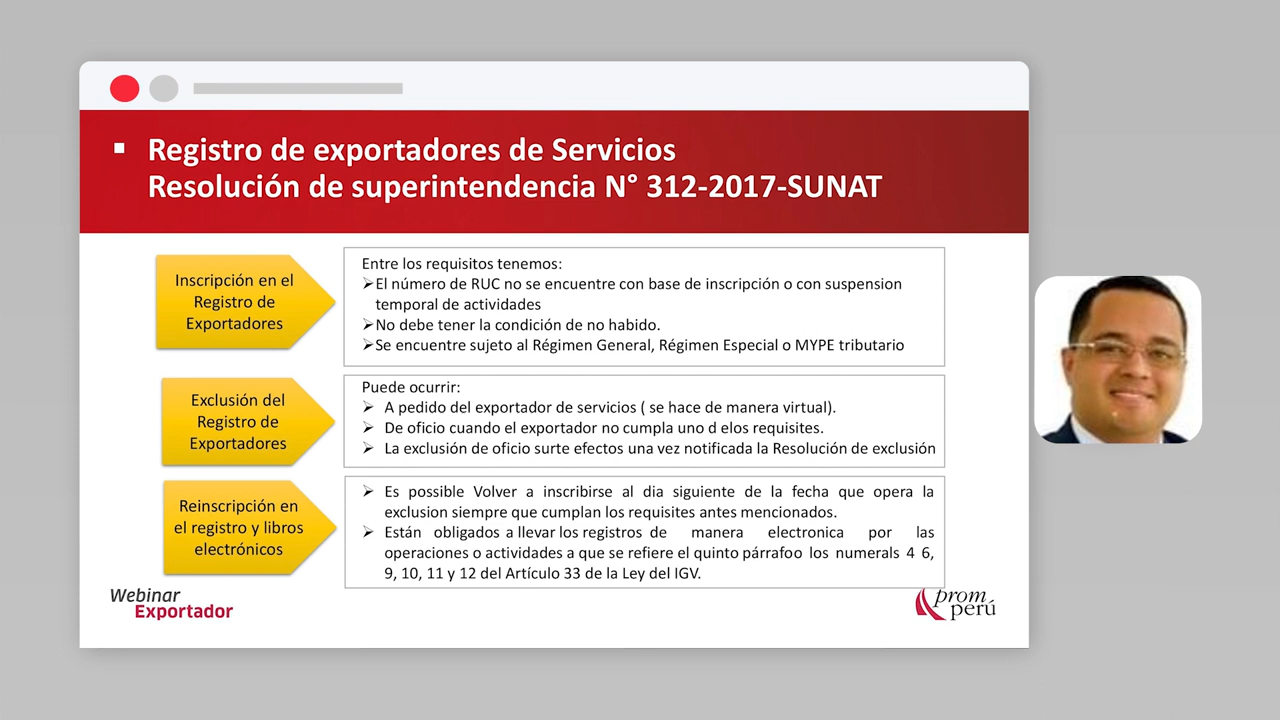 ▪ Registro de exportadores de Servicios
Resolución de superintendencia N° 312-2017-SUNAT
Inscripción en el
Registro de
Exportadores
Entre los requisitos tenemos:
➢El número de RUC no se encuentre con base de inscripción o con suspension
temporal de actividades
➢No debe tener la condición de no habido.
➢Se encuentre sujeto al Régimen General, Régimen Especial o MYPE tributario
Exclusión del
Registro de
Exportadores
Puede ocurrir:
➢ A pedido del exportador de servicios ( se hace de manera virtual).
➢ De oficio cuando el exportador no cumpla uno d elos requisites.
➢ La exclusión de oficio surte efectos una vez notificada la Resolución de exclusión
Reinscripción en
el registro y libros
electrónicos
➢ Es possible Volver a inscribirse al dia siguiente de la fecha que opera la
exclusion siempre que cumplan los requisites antes mencionados.
➢ Están obligados a llevar los registros de manera electronica por las
operaciones o actividades a que se refiere el quinto párrafoo los numerals 4 6,
9, 10, 11 y 12 del Artículo 33 de la Ley del IGV.
Webinar
Exportador
prom
perú